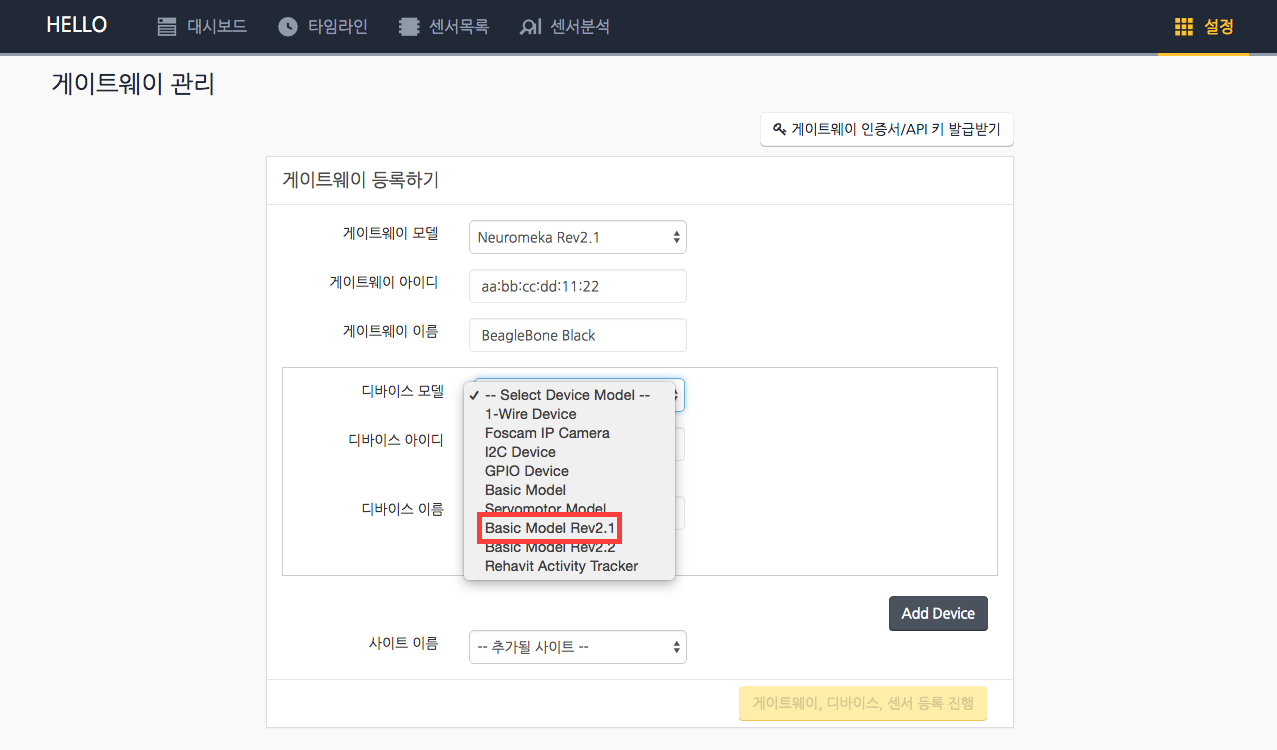 HELLO 대시보드 타임라인 센서목록 센서분석 설정
게이트웨이 관리
게이트웨이 인증서/API 키 발급받기
게이트웨이 등록하기
게이트웨이 모델 Neuromeka Rev2.1
게이트웨이 아이디 aa:bb:cc:dd:11:22
게이트웨이 이름 BeagleBone Black
디바이스 모델
디바이스 아이디
디바이스 이름
-- Select Device Model --
1-Wire Device
Foscam IP Camera
I2C Device
GPIO Device
Basic Model
Servomotor Model
Basic Model Rev2.1
Basic Model Rev2.2
Rehavit Activity Tracker
Add Device
사이트 이름 -- 추가될 사이트 --
게이트웨이, 디바이스, 센서 등록 진행